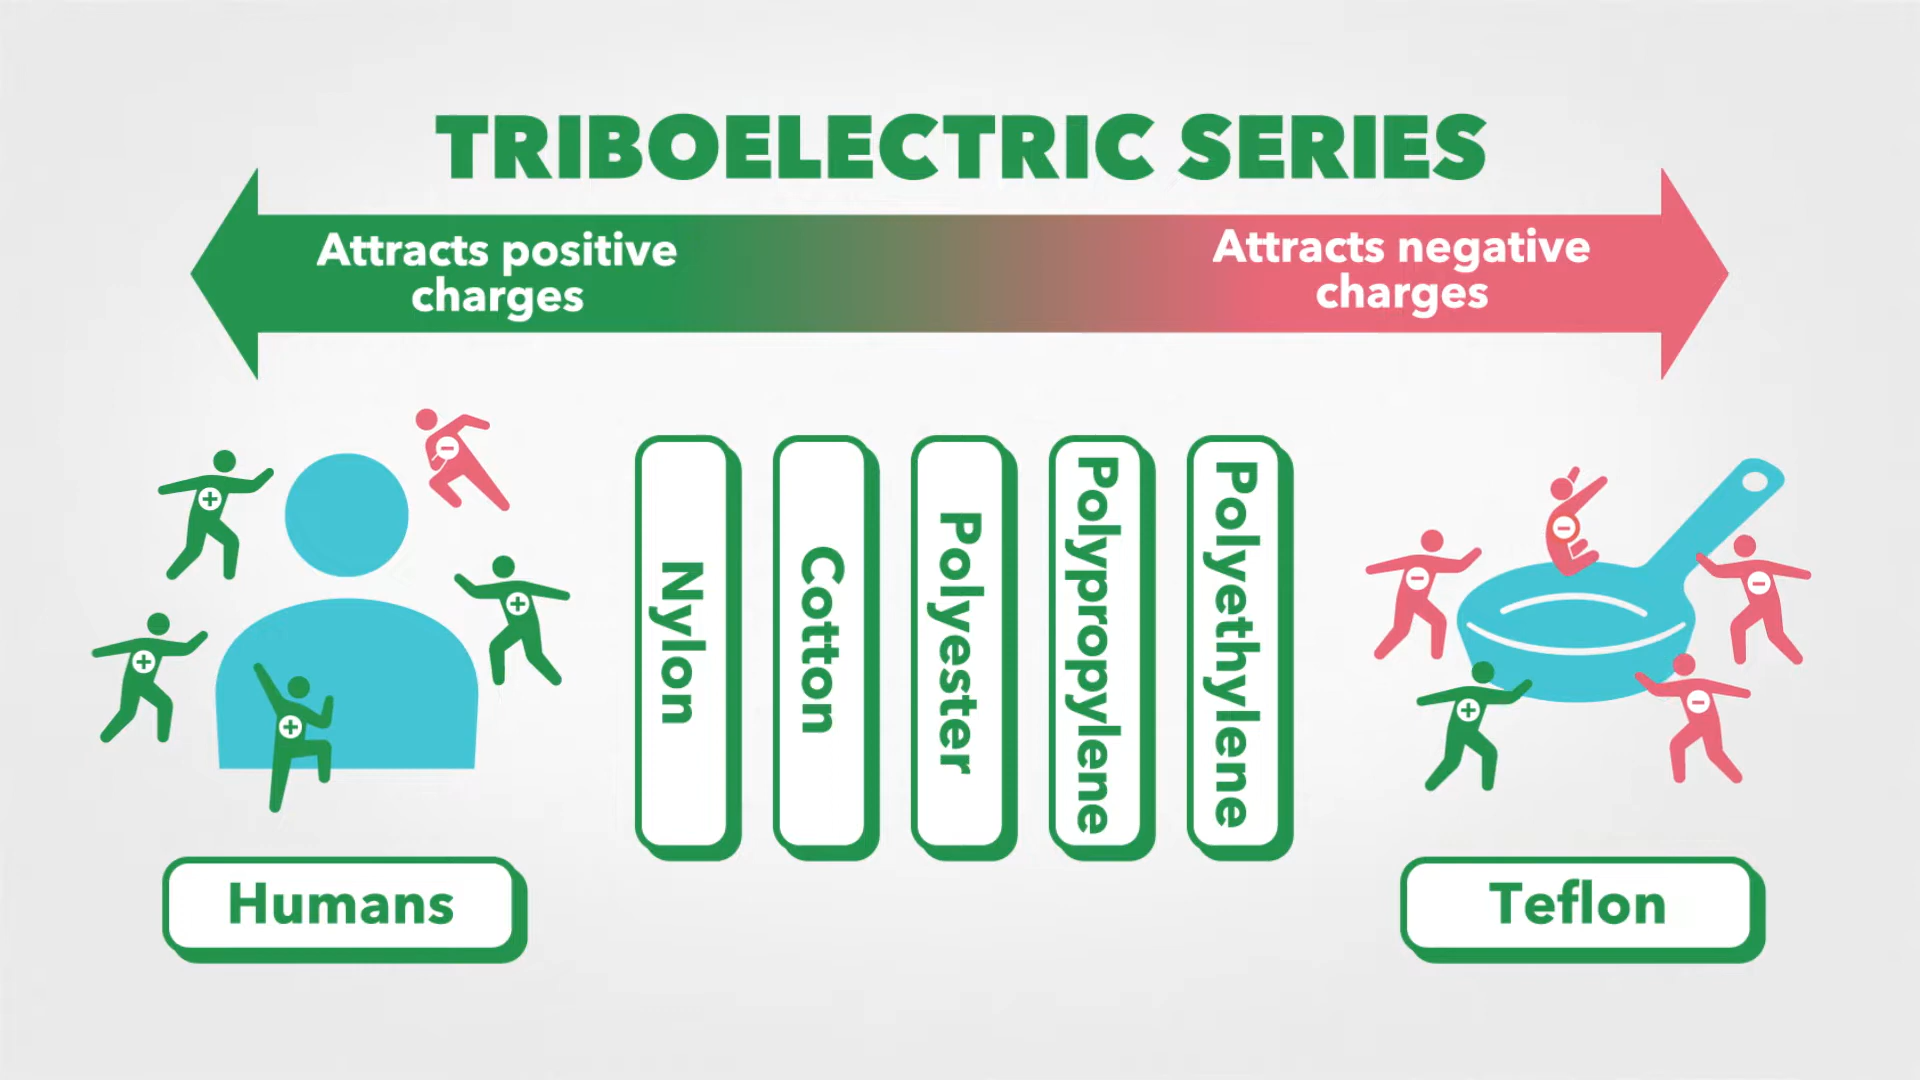 TRIBOELECTRIC SERIES
Attracts positive
charges
Attracts negative
charges
Nylon
Cotton
Polyester
Polypropylene
Polyethylene
Humans
Teflon